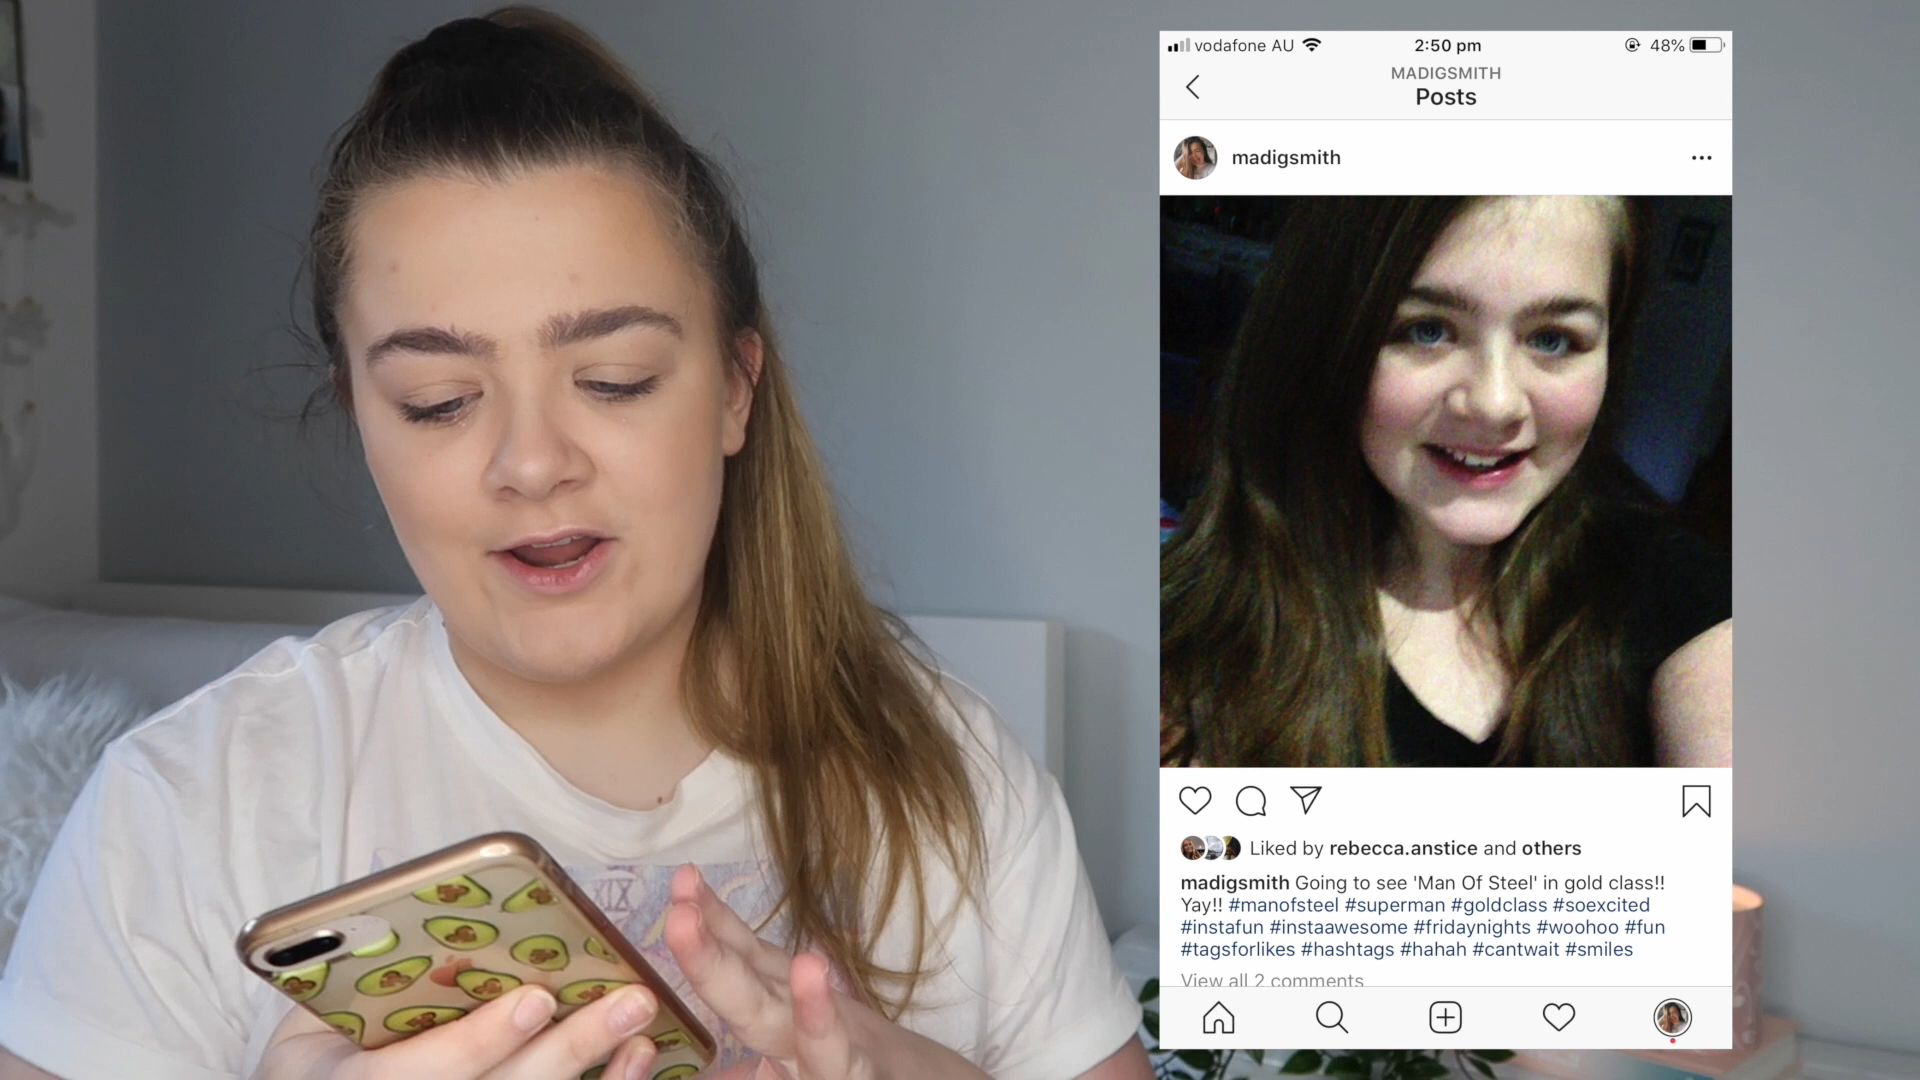 vodafone AU
2:50 pm
48%
MADIGSMITH
Posts
madigsmith
Liked by rebecca.anstice and others
madigsmith Going to see 'Man Of Steel' in gold class!!
Yay!! #manofsteel #superman #goldclass #soexcited
#instafun #instaawesome #fridaynights #woohoo #fun
#tagsforlikes #hashtags #hahah #cantwait #smiles
View all 2 comments
XIX